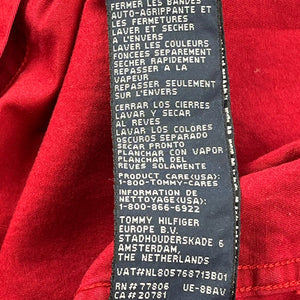 FERMER LES BANDES
AUTO-AGRIPPANTE ET
LES FERMETURES
LAVER ET SECHER
A L'ENVERS
LAVER LES COULEURS
FONCEES SEPAREMENT
SECHER RAPIDEMENT
REPASSER A LA
VAPEUR
REPASSER SEULEMENT
SUR L'ENVERS
CERRAR LOS CIERRES
LAVAR Y SECAR
AL REVES
LAVAR LOS COLORES
OSCUROS SEPARADO
SECAR PRONTO
PLANCHAR CON VAPOR
PLANCHAR DEL
REVES SOLAMENTE
PRODUCT CARE(USA):
1-800-TOMMY-CARES
INFORMATION DE
NETTOYAGE(USA):
1-800-866-6922
TOMMY HILFIGER
EUROPE B.V.
STADHOUDERSKADE 6
AMSTERDAM,
THE NETHERLANDS
VAT#NL805768713B01
RN# 77806 UE-8BAV
CA# 20781